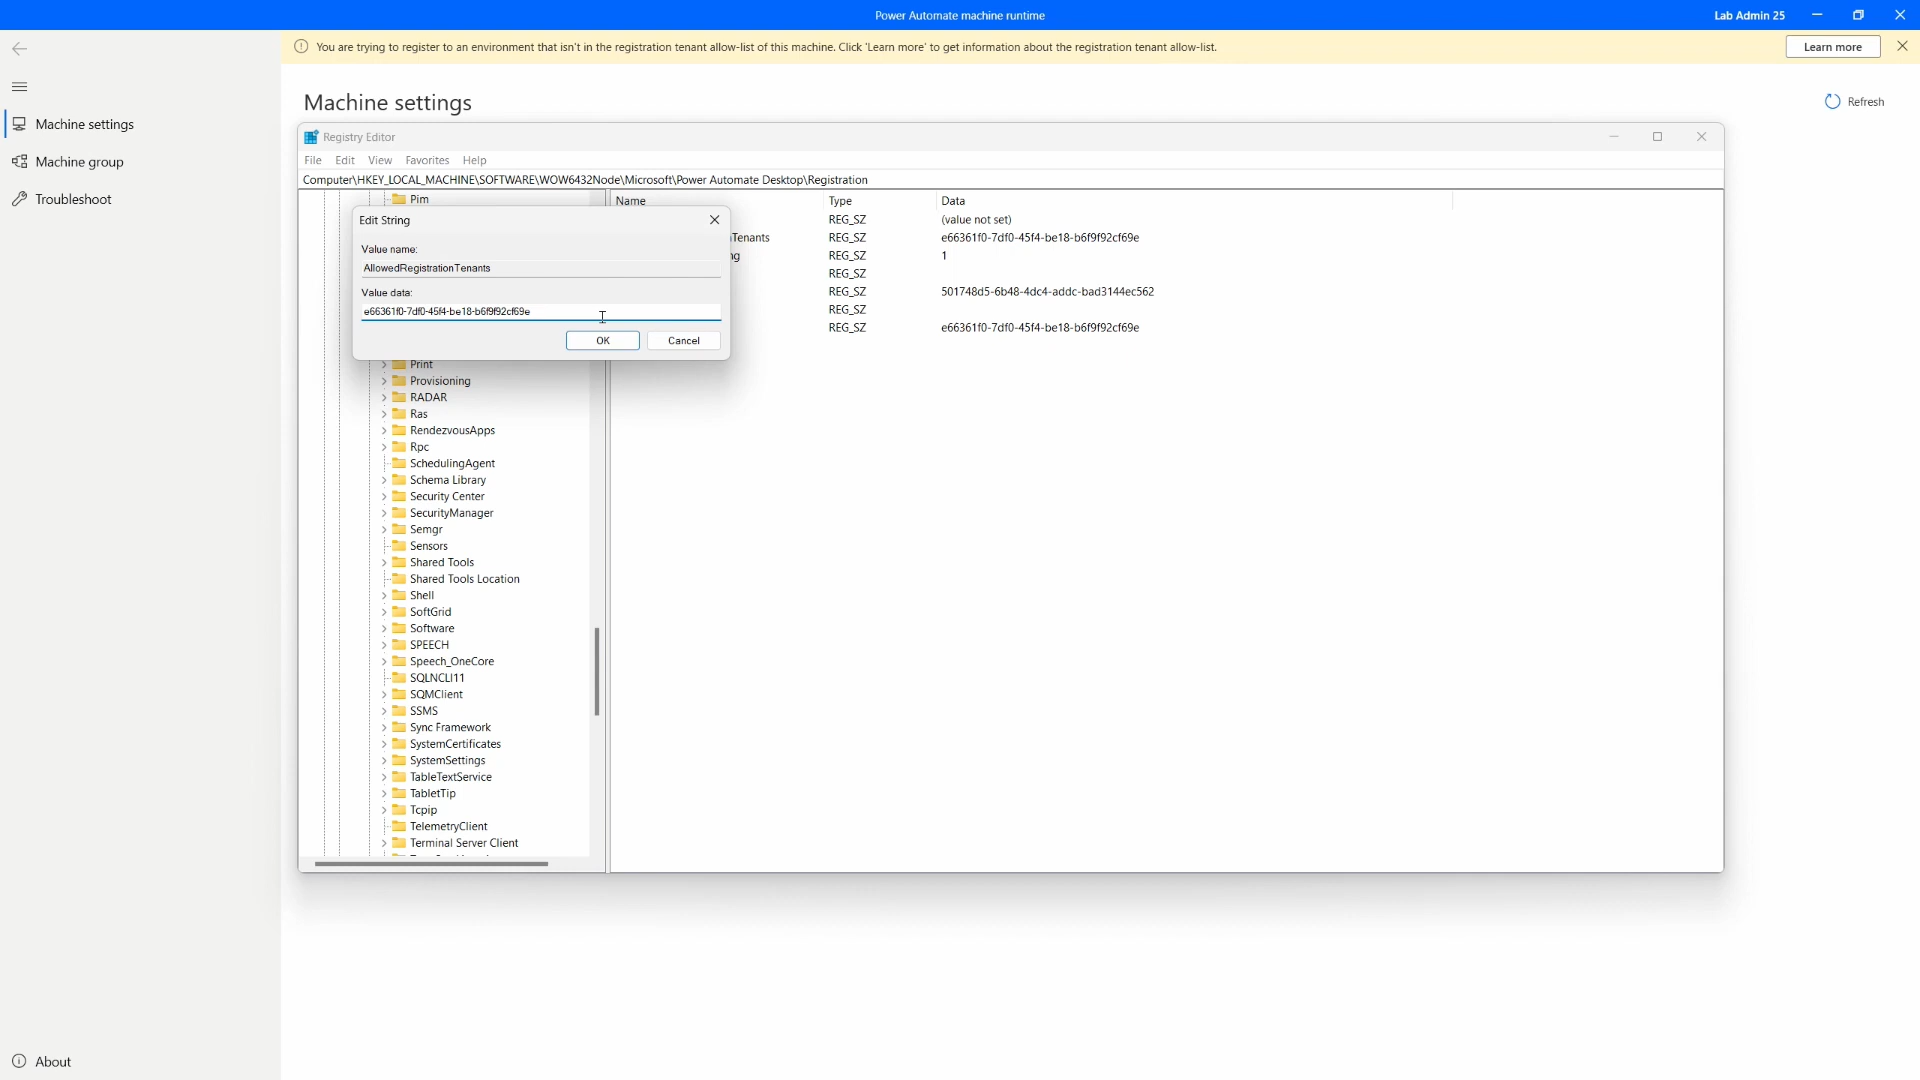 Power Automate machine runtime
Lab Admin 25
You are trying to register to an environment that isn't in the registration tenant allow-list of this machine. Click 'Learn more' to get information about the registration tenant allow-list.
Learn more
Machine settings
Refresh
Machine settings
Machine group
Troubleshoot
About
Registry Editor
File Edit View Favorites Help
Computer\HKEY_LOCAL_MACHINE\SOFTWARE\WOW6432Node\Microsoft\Power Automate Desktop\Registration
Pim
Name Type Data
REG_SZ (value not set)
Tenants REG_SZ e66361f0-7df0-45f4-be18-b6f9f92cf69e
ng REG_SZ 1
REG_SZ
REG_SZ 501748d5-6b48-4dc4-addc-bad3144ec562
REG_SZ
REG_SZ e66361f0-7df0-45f4-be18-b6f9f92cf69e
Edit String
Value name:
AllowedRegistrationTenants
Value data:
e66361f0-7df0-45f4-be18-b6f9f92cf69e
OK
Cancel
Print
Provisioning
RADAR
Ras
RendezvousApps
Rpc
SchedulingAgent
Schema Library
Security Center
SecurityManager
Semgr
Sensors
Shared Tools
Shared Tools Location
Shell
SoftGrid
Software
SPEECH
Speech_OneCore
SQLNCLI11
SQMClient
SSMS
Sync Framework
SystemCertificates
SystemSettings
TableTextService
TabletTip
Tcpip
TelemetryClient
Terminal Server Client